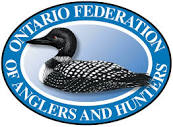 ONTARIO FEDERATION
OF ANGLERS AND HUNTERS